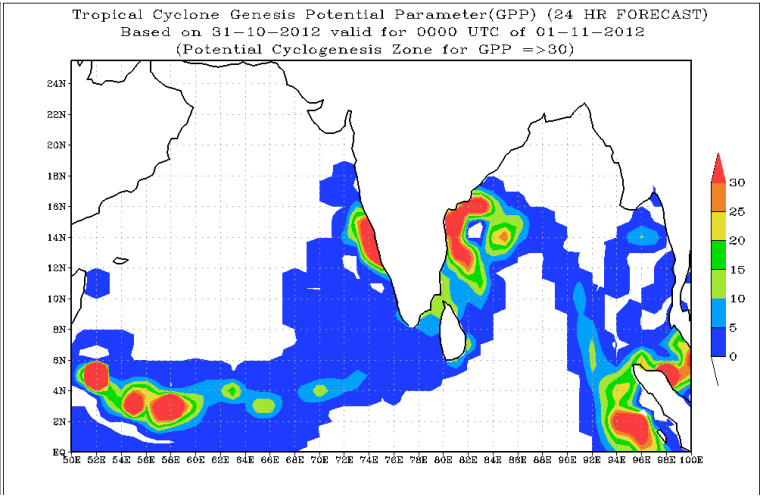 Tropical Cyclone Genesis Potential Parameter(GPP) (24 HR FORECAST)
Based on 31-10-2012 valid for 0000 UTC of 01-11-2012
(Potential Cyclogenesis Zone for GPP =>30)
24N
22N
20N
18N
16N
14N
12N
10N
8N
6N
4N
2N
EQ
50E 52E 54E 56E 58E 60E 62E 64E 66E 68E 70E 72E 74E 76E 78E 80E 82E 84E 86E 88E 90E 92E 94E 96E 98E 100E
30
25
20
15
10
5
0